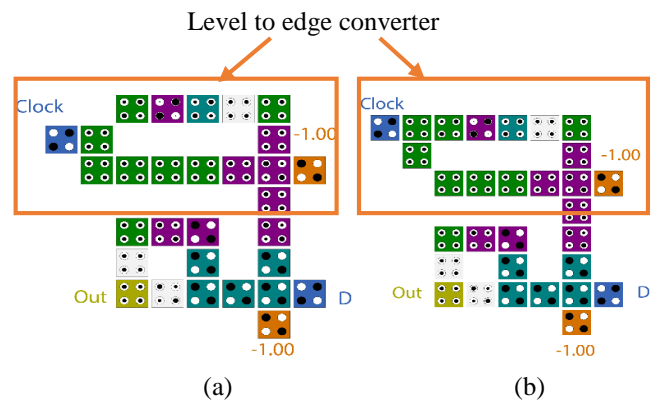 Level to edge converter
Clock
-1.00
Out
D
-1.00
(a)
Clock
-1.00
Out
D
-1.00
(b)